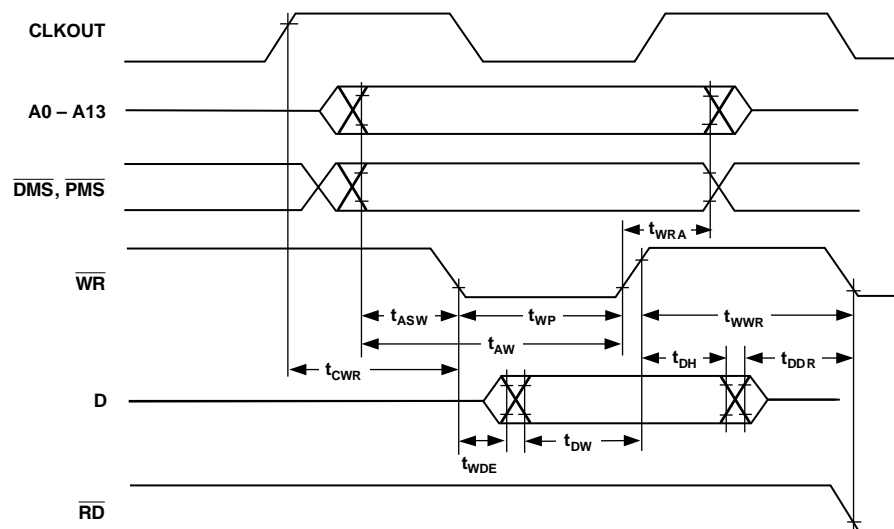 CLKOUT
A0 – A13
DMS, PMS
tWRA
WR
tASW tWP tWWR
tAW
tCWR tDH tDDR
D
tWDE tDW
RD